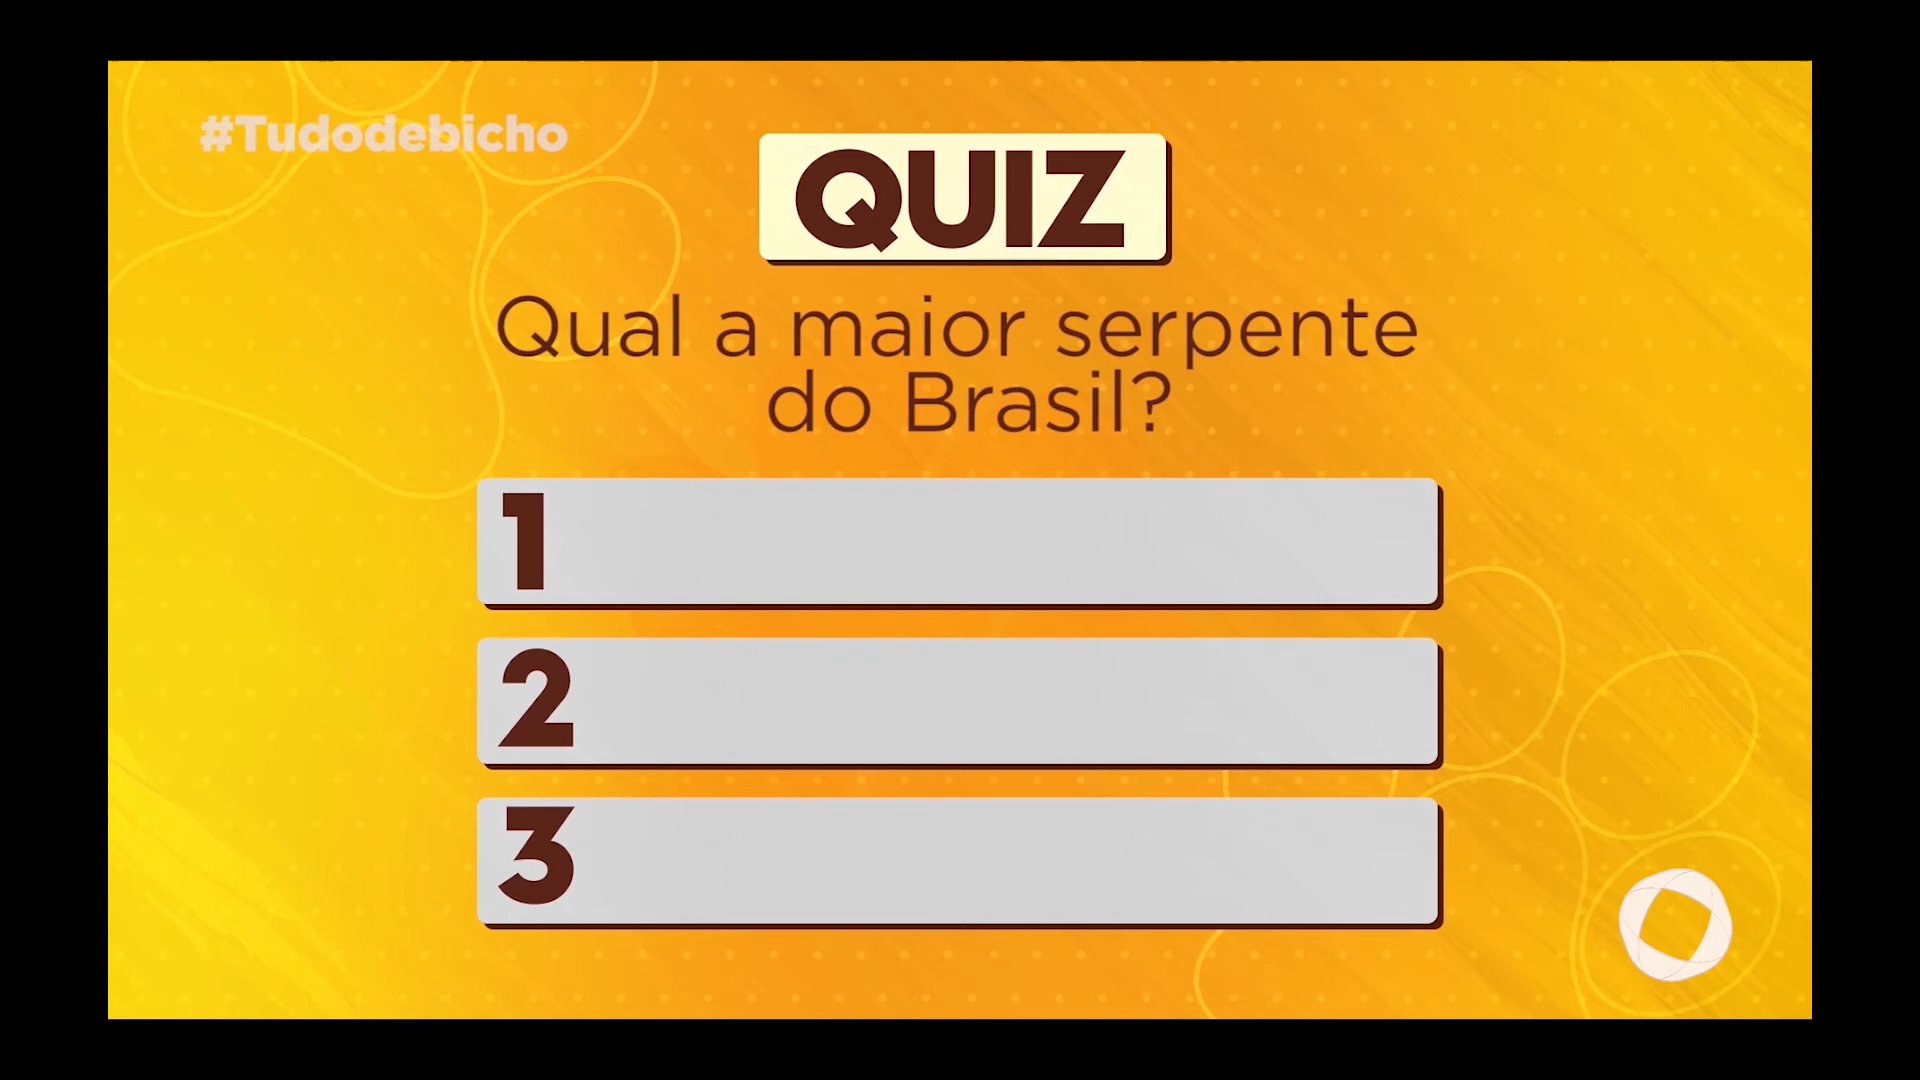 #Tudodebicho
QUIZ
Qual a maior serpente
do Brasil?
1
2
3